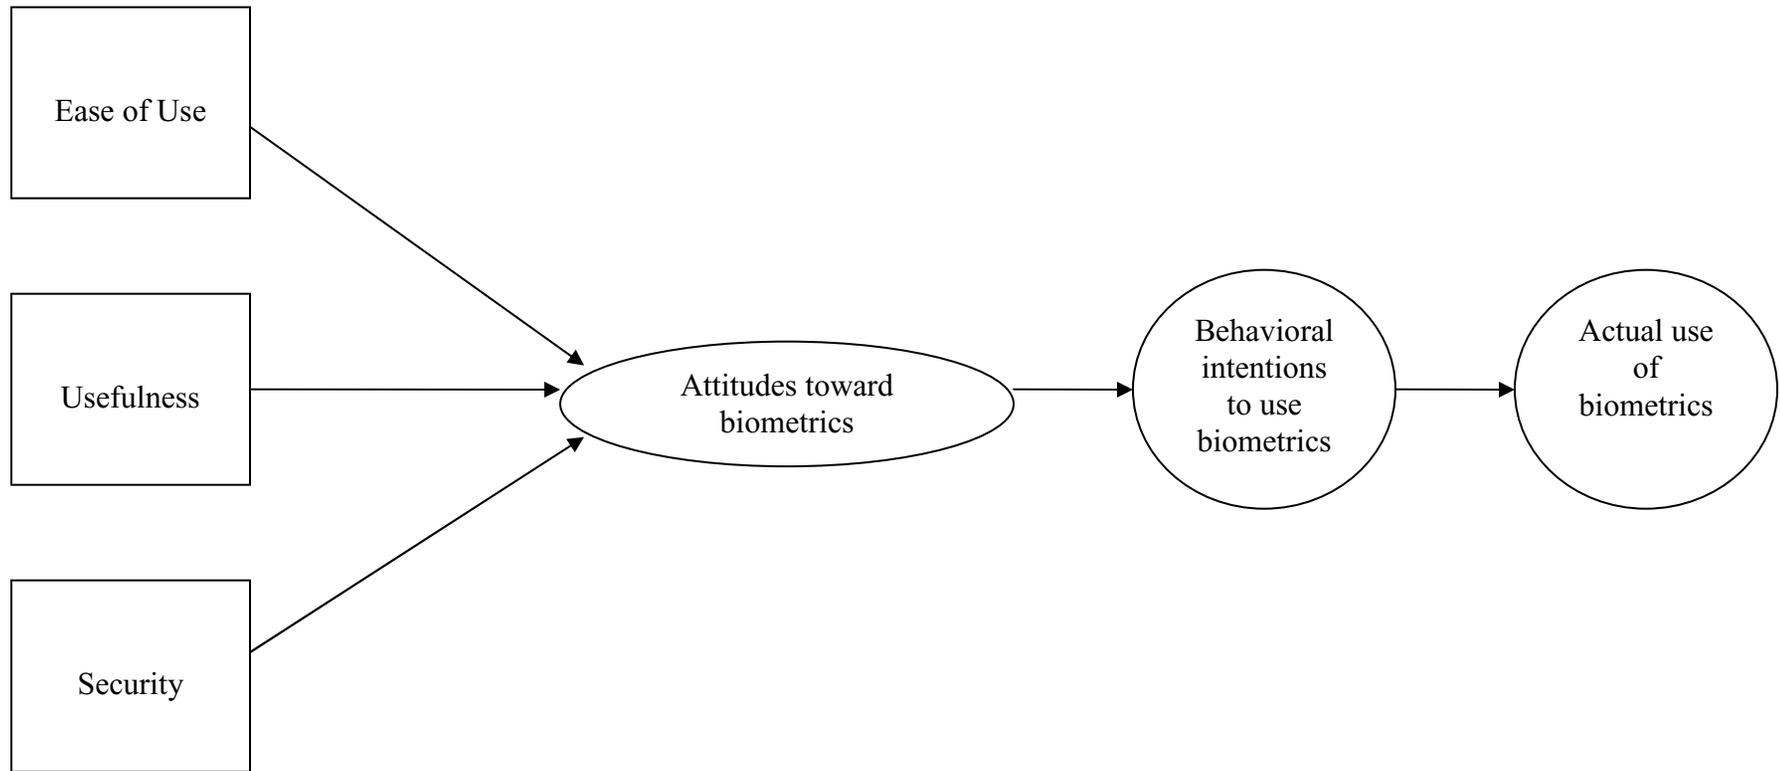 Ease of Use
Usefulness
Security
Attitudes toward
biometrics
Behavioral
intentions
to use
biometrics
Actual use
of
biometrics